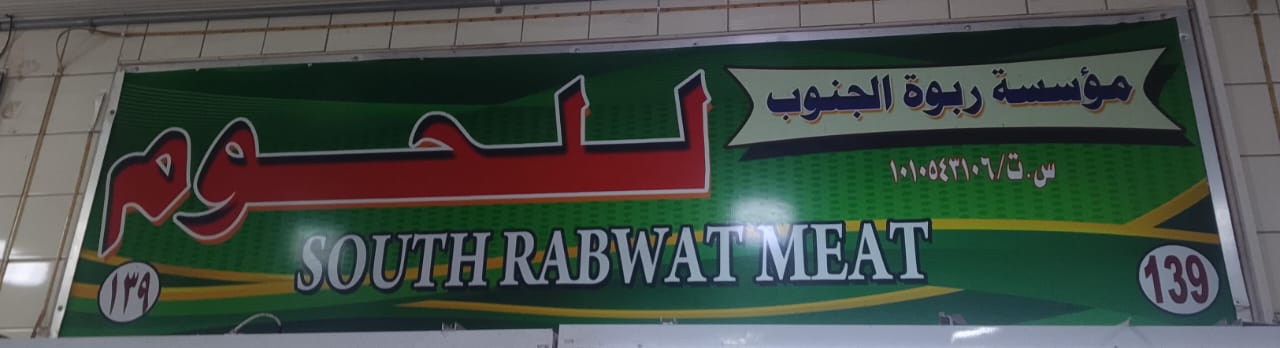 مؤسسة ربوة الجنوب
للحوم
س.ت/١٠١٠٥٤٣١٠٦
SOUTH RABWAT MEAT
139
١٣٩